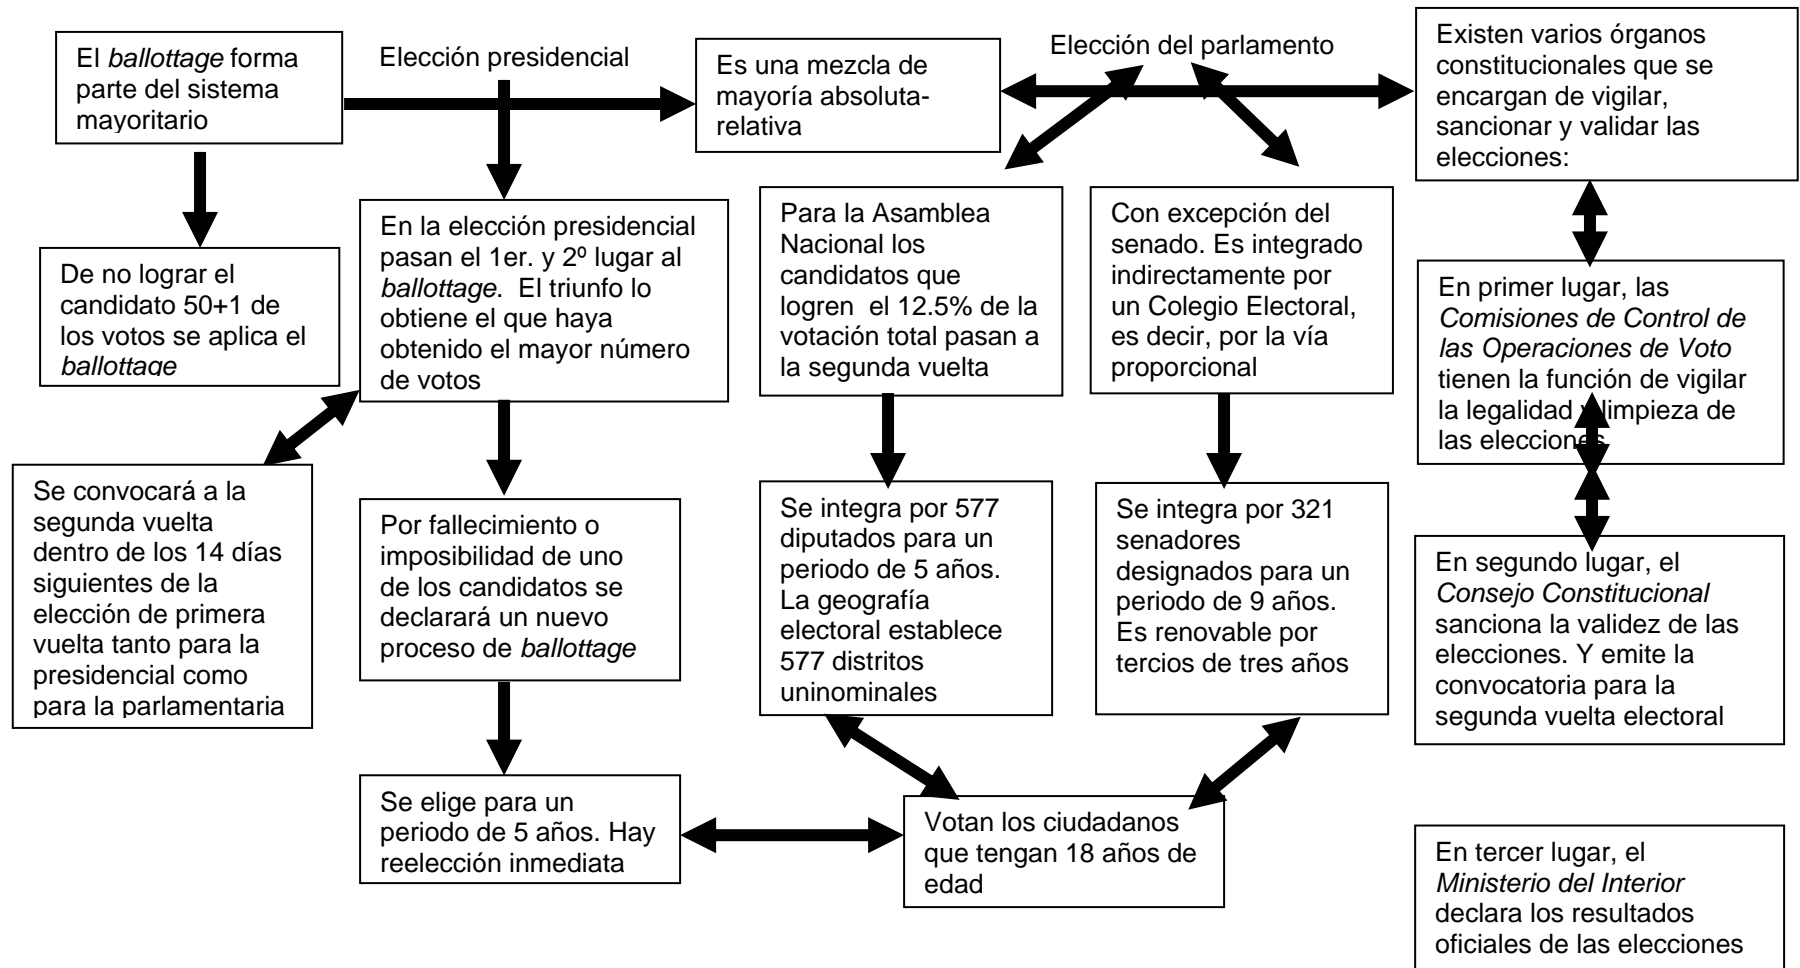 El ballottage forma
parte del sistema
mayoritario
Elección presidencial
Es una mezcla de
mayoría absoluta-
relativa
Elección del parlamento
Existen varios órganos
constitucionales que se
encargan de vigilar,
sancionar y validar las
elecciones:
De no lograr el
candidato 50+1 de
los votos se aplica el
ballottage
En la elección presidencial
pasan el 1er. y 2º lugar al
ballottage. El triunfo lo
obtiene el que haya
obtenido el mayor número
de votos
Para la Asamblea
Nacional los
candidatos que
logren el 12.5% de la
votación total pasan a
la segunda vuelta
Con excepción del
senado. Es integrado
indirectamente por
un Colegio Electoral,
es decir, por la vía
proporcional
En primer lugar, las
Comisiones de Control de
las Operaciones de Voto
tienen la función de vigilar
la legalidad y limpieza de
las elecciones
Se convocará a la
segunda vuelta
dentro de los 14 días
siguientes de la
elección de primera
vuelta tanto para la
presidencial como
para la parlamentaria
Por fallecimiento o
imposibilidad de uno
de los candidatos se
declarará un nuevo
proceso de ballottage
Se integra por 577
diputados para un
periodo de 5 años.
La geografía
electoral establece
577 distritos
uninominales
Se integra por 321
senadores
designados para un
periodo de 9 años.
Es renovable por
tercios de tres años
En segundo lugar, el
Consejo Constitucional
sanciona la validez de las
elecciones. Y emite la
convocatoria para la
segunda vuelta electoral
Se elige para un
periodo de 5 años. Hay
reelección inmediata
Votan los ciudadanos
que tengan 18 años de
edad
En tercer lugar, el
Ministerio del Interior
declara los resultados
oficiales de las elecciones